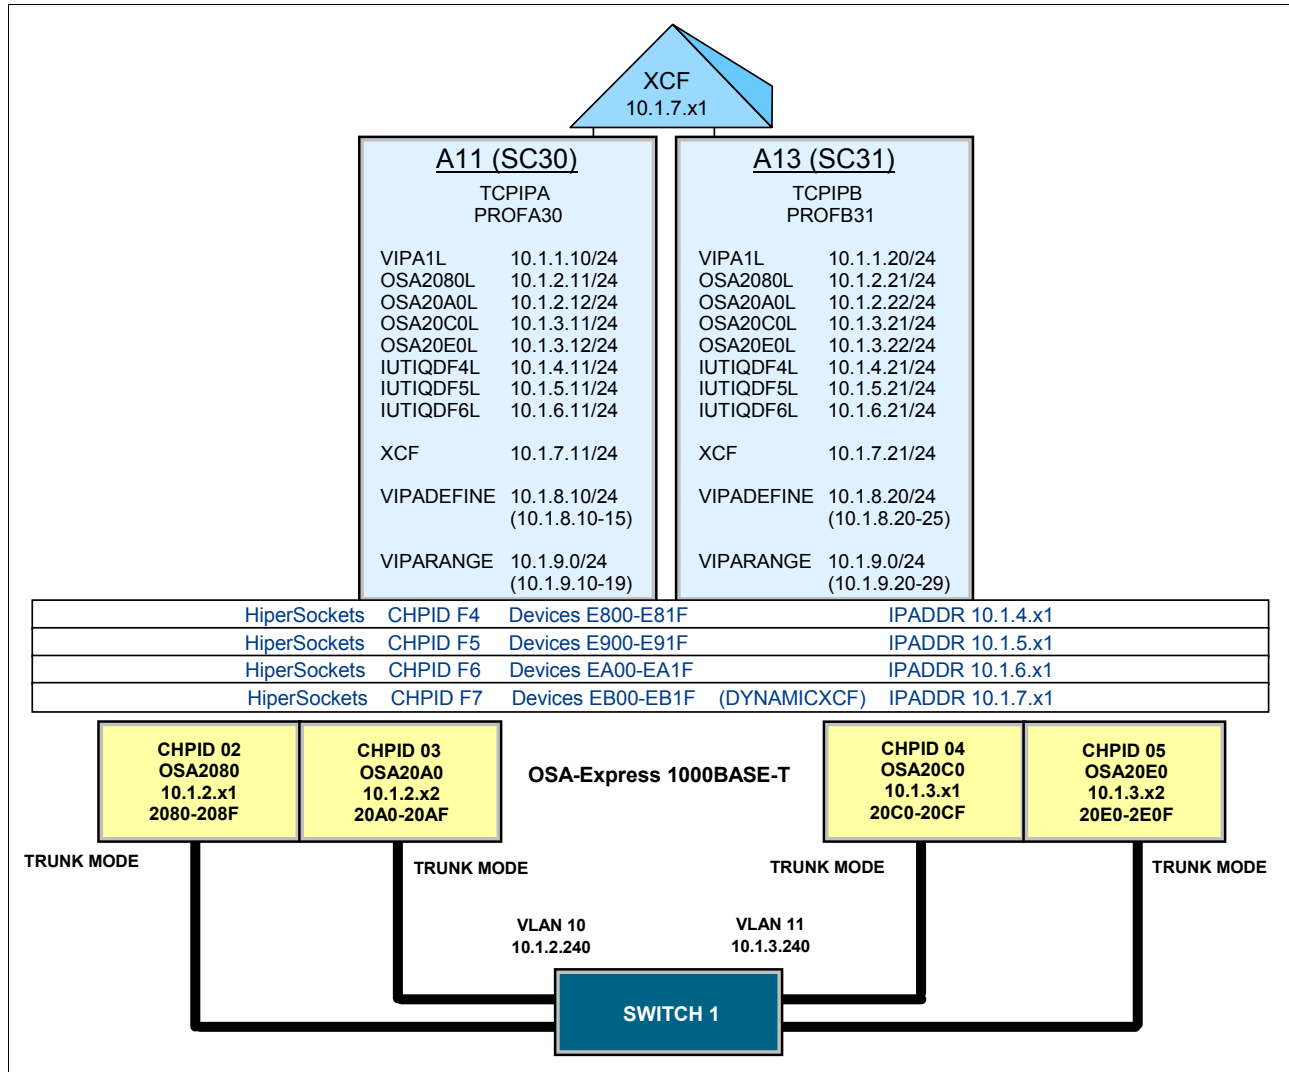 XCF
10.1.7.x1
A11 (SC30)
TCPIPA
PROFA30
VIPA1L 10.1.1.10/24
OSA2080L 10.1.2.11/24
OSA20A0L 10.1.2.12/24
OSA20C0L 10.1.3.11/24
OSA20E0L 10.1.3.12/24
IUTIQDF4L 10.1.4.11/24
IUTIQDF5L 10.1.5.11/24
IUTIQDF6L 10.1.6.11/24
XCF 10.1.7.11/24
VIPADEFINE 10.1.8.10/24
(10.1.8.10-15)
VIPARANGE 10.1.9.0/24
(10.1.9.10-19)
A13 (SC31)
TCPIPB
PROFB31
VIPA1L 10.1.1.20/24
OSA2080L 10.1.2.21/24
OSA20A0L 10.1.2.22/24
OSA20C0L 10.1.3.21/24
OSA20E0L 10.1.3.22/24
IUTIQDF4L 10.1.4.21/24
IUTIQDF5L 10.1.5.21/24
IUTIQDF6L 10.1.6.21/24
XCF 10.1.7.21/24
VIPADEFINE 10.1.8.20/24
(10.1.8.20-25)
VIPARANGE 10.1.9.0/24
(10.1.9.20-29)
HiperSockets CHPID F4 Devices E800-E81F IPADDR 10.1.4.x1
HiperSockets CHPID F5 Devices E900-E91F IPADDR 10.1.5.x1
HiperSockets CHPID F6 Devices EA00-EA1F IPADDR 10.1.6.x1
HiperSockets CHPID F7 Devices EB00-EB1F (DYNAMICXCF) IPADDR 10.1.7.x1
CHPID 02
OSA2080
10.1.2.x1
2080-208F
CHPID 03
OSA20A0
10.1.2.x2
20A0-20AF
OSA-Express 1000BASE-T
CHPID 04
OSA20C0
10.1.3.x1
20C0-20CF
CHPID 05
OSA20E0
10.1.3.x2
20E0-2E0F
TRUNK MODE
TRUNK MODE
TRUNK MODE
TRUNK MODE
VLAN 10
10.1.2.240
VLAN 11
10.1.3.240
SWITCH 1